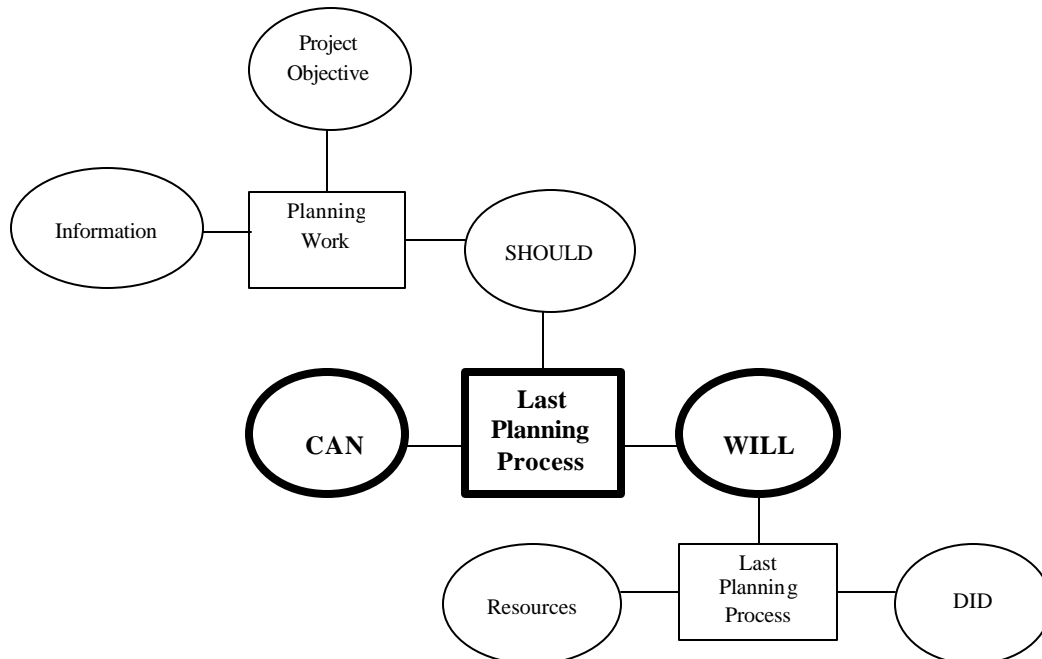 Project
Objective
Information
Planning
Work
SHOULD
CAN
Last
Planning
Process
WILL
Resources
Last
Planning
Process
DID